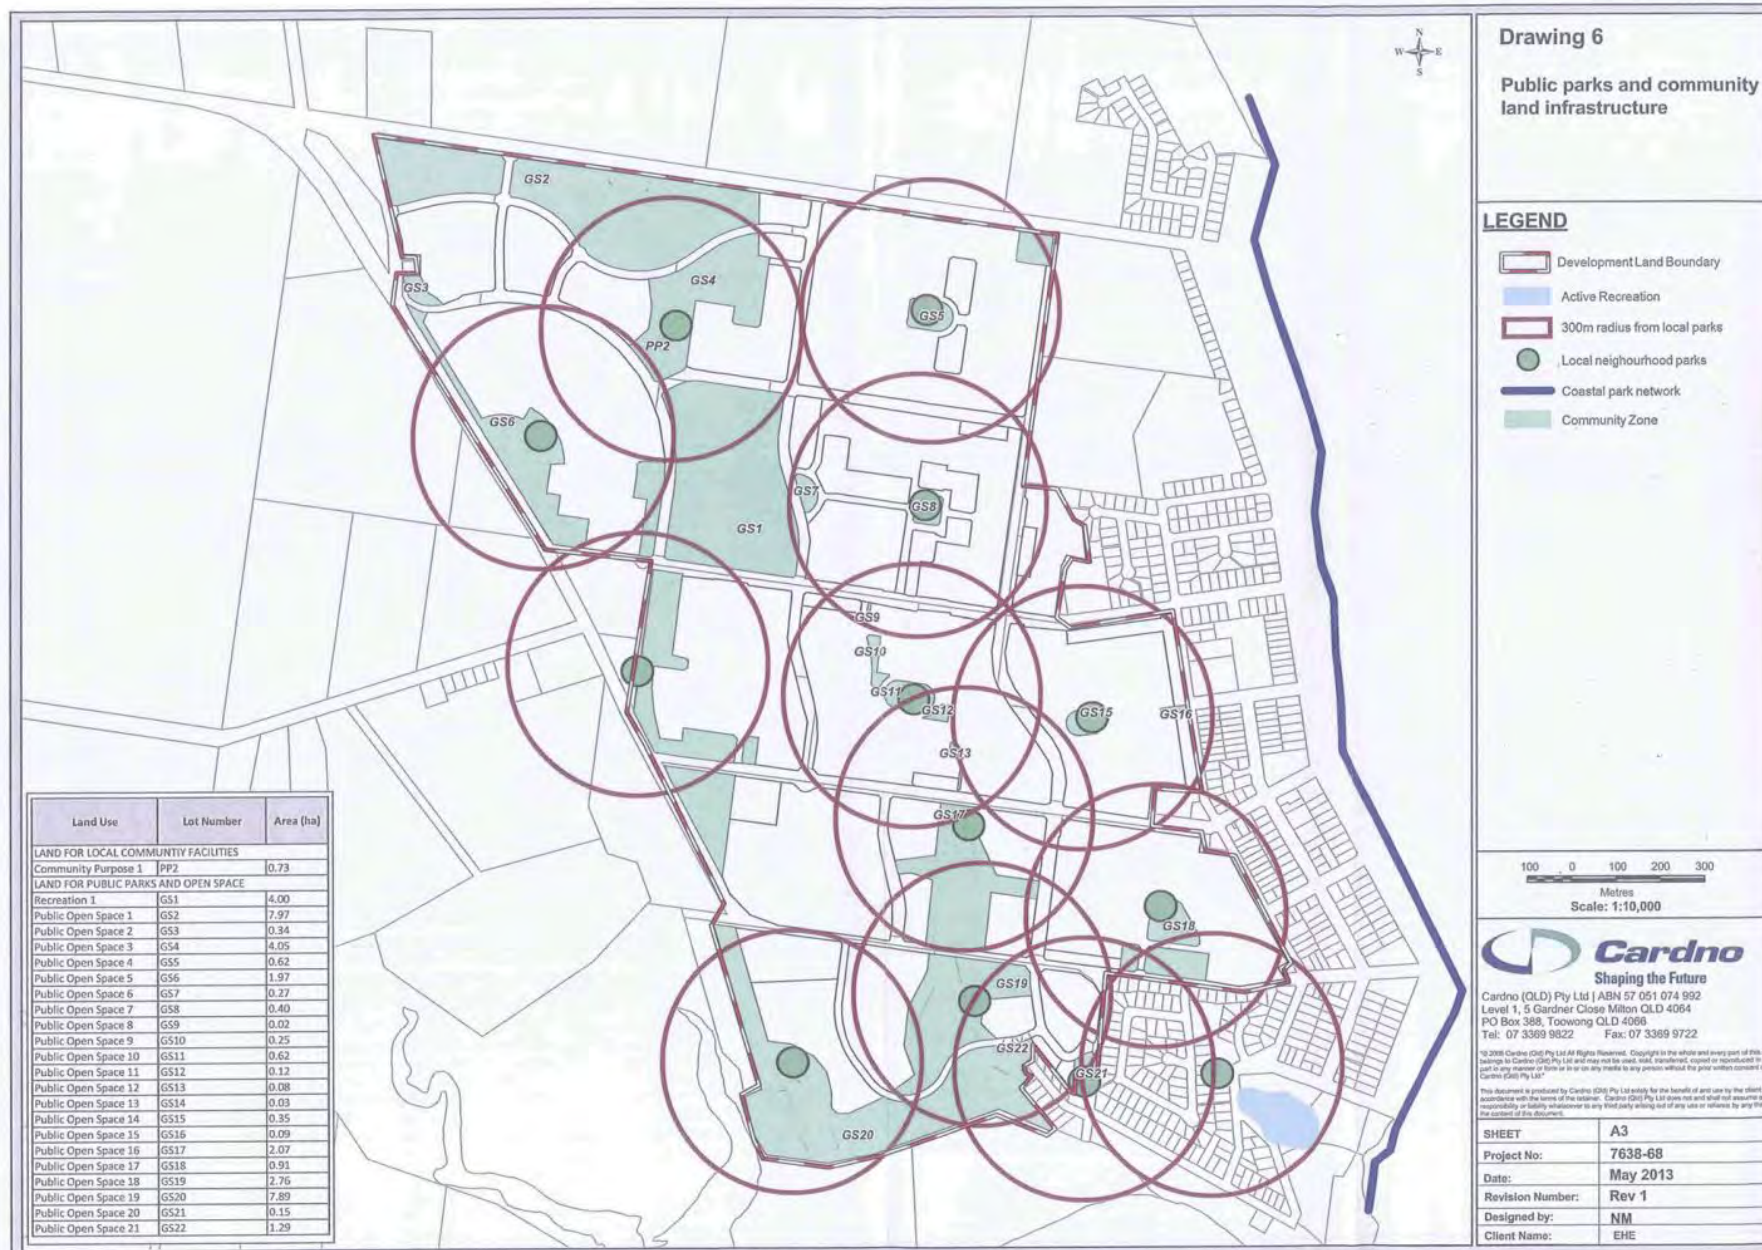 Drawing 6
Public parks and community
land infrastructure
N
W E
S
LEGEND
Development Land Boundary
Active Recreation
300m radius from local parks
Local neighourhood parks
Coastal park network
Community Zone
GS2
GS3
GS4
GS5
PP2
GS6
GS7
GS8
GS1
GS9
GS10
GS11
GS12
GS13
GS15
GS16
GS17
GS18
GS19
GS22
GS21
GS20
Land Use Lot Number Area (ha)
LAND FOR LOCAL COMMUNTIY FACILITIES
Community Purpose 1 PP2 0.73
LAND FOR PUBLIC PARKS AND OPEN SPACE
Recreation 1 GS1 4.00
Public Open Space 1 GS2 7.97
Public Open Space 2 GS3 0.34
Public Open Space 3 GS4 4.05
Public Open Space 4 GS5 0.62
Public Open Space 5 GS6 1.97
Public Open Space 6 GS7 0.27
Public Open Space 7 GS8 0.40
Public Open Space 8 GS9 0.02
Public Open Space 9 GS10 0.25
Public Open Space 10 GS11 0.62
Public Open Space 11 GS12 0.12
Public Open Space 12 GS13 0.08
Public Open Space 13 GS14 0.03
Public Open Space 14 GS15 0.35
Public Open Space 15 GS16 0.09
Public Open Space 16 GS17 2.07
Public Open Space 17 GS18 0.91
Public Open Space 18 GS19 2.76
Public Open Space 19 GS20 7.89
Public Open Space 20 GS21 0.15
Public Open Space 21 GS22 1.29
100 0 100 200 300
Metres
Scale: 1:10,000
Cardno
Shaping the Future
Cardno (QLD) Pty Ltd | ABN 57 051 074 992
Level 1, 5 Gardner Close Milton QLD 4064
PO Box 388, Toowong QLD 4066
Tel: 07 3369 9822 Fax: 07 3369 9722
SHEET A3
Project No: 7638-68
Date: May 2013
Revision Number: Rev 1
Designed by: NM
Client Name: EHE